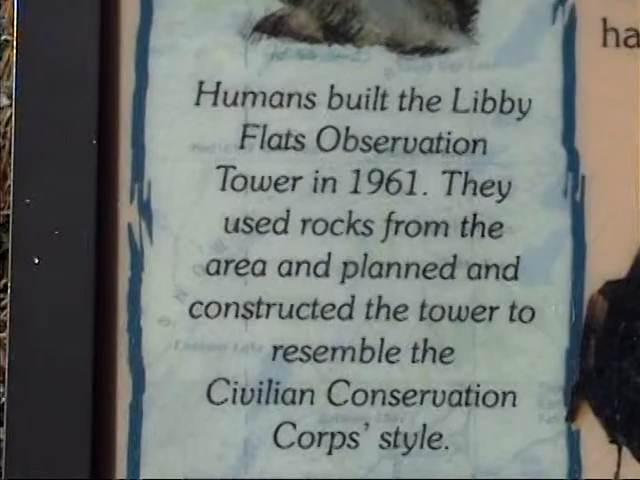 Humans built the Libby
Flats Observation
Tower in 1961. They
used rocks from the
area and planned and
constructed the tower to
resemble the
Civilian Conservation
Corps' style.
ha